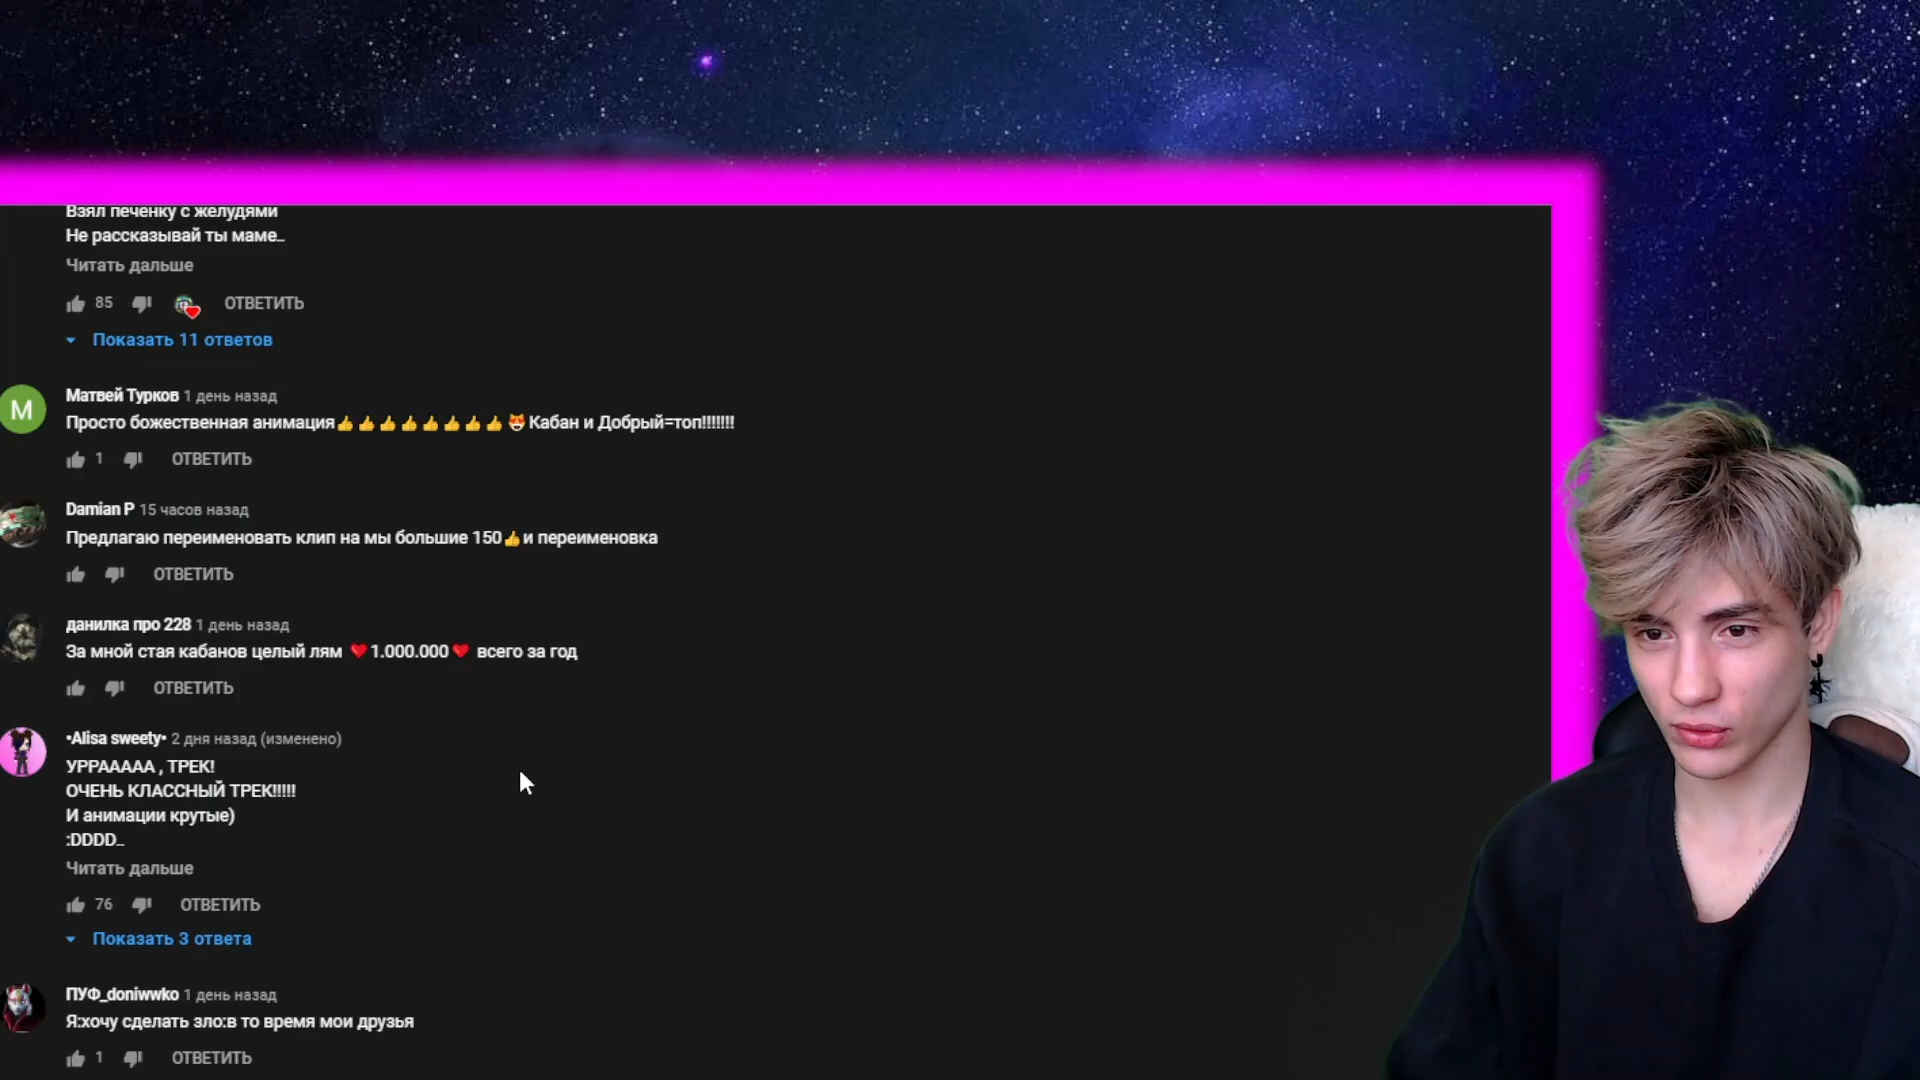 Взял печенку с желудями
Не рассказывай ты маме...
Читать дальше
85 ОТВЕТИТЬ
Показать 11 ответов
M
Матвей Турков 1 день назад
Просто божественная анимация👍👍👍👍👍👍👍👍😻Кабан и Добрый=топ!!!!!!!
1 ОТВЕТИТЬ
Damian P 15 часов назад
Предлагаю переименовать клип на мы большие 150👍и переименовка
ОТВЕТИТЬ
данилка про 228 1 день назад
За мной стая кабанов целый лям ❤1.000.000❤ всего за год
ОТВЕТИТЬ
•Alisa sweety• 2 дня назад (изменено)
УРРААААА , ТРЕК!
ОЧЕНЬ КЛАССНЫЙ ТРЕК!!!!!
И анимации крутые)
:DDDD...
Читать дальше
76 ОТВЕТИТЬ
Показать 3 ответа
ПУФ_doniwwko 1 день назад
Я:хочу сделать зло:в то время мои друзья
1 ОТВЕТИТЬ